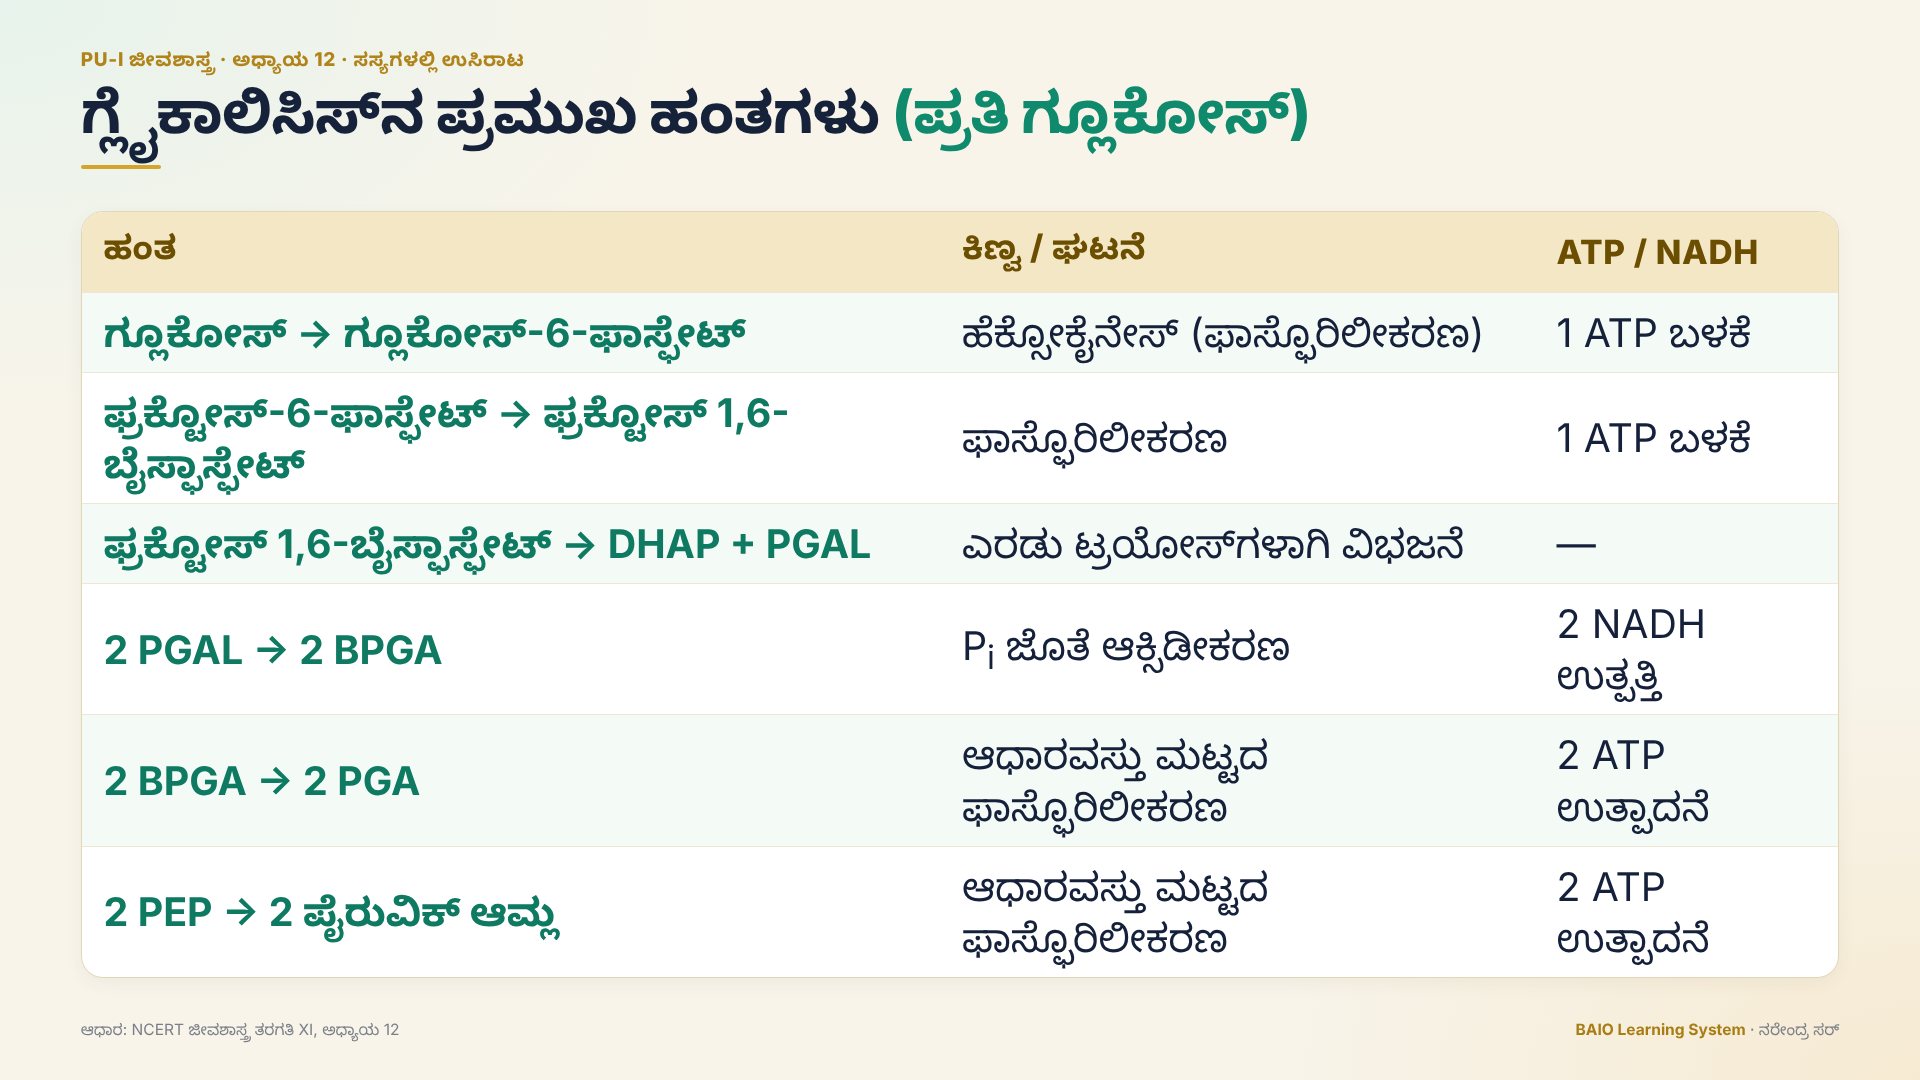 PU-I ಜೀವಶಾಸ್ತ್ರ · ಅಧ್ಯಾಯ 12 · ಸಸ್ಯಗಳಲ್ಲಿ ಉಸಿರಾಟ
ಗ್ಲೈಕಾಲಿಸಿಸ್‌ನ ಪ್ರಮುಖ ಹಂತಗಳು (ಪ್ರತಿ ಗ್ಲೂಕೋಸ್)
ಹಂತ ಕಿಣ್ವ / ಘಟನೆ ATP / NADH
ಗ್ಲೂಕೋಸ್ → ಗ್ಲೂಕೋಸ್-6-ಫಾಸ್ಫೇಟ್ ಹೆಕ್ಸೋಕೈನೇಸ್ (ಫಾಸ್ಫೊರಿಲೀಕರಣ) 1 ATP ಬಳಕೆ
ಫ್ರಕ್ಟೋಸ್-6-ಫಾಸ್ಫೇಟ್ → ಫ್ರಕ್ಟೋಸ್ 1,6-
ಬೈಸ್ಫಾಸ್ಫೇಟ್
ಫಾಸ್ಫೊರಿಲೀಕರಣ 1 ATP ಬಳಕೆ
ಫ್ರಕ್ಟೋಸ್ 1,6-ಬೈಸ್ಫಾಸ್ಫೇಟ್ → DHAP + PGAL ಎರಡು ಟ್ರಯೋಸ್‌ಗಳಾಗಿ ವಿಭಜನೆ —
2 PGAL → 2 BPGA Pᵢ ಜೊತೆ ಆಕ್ಸಿಡೀಕರಣ 2 NADH
ಉತ್ಪತ್ತಿ
2 BPGA → 2 PGA
ಆಧಾರವಸ್ತು ಮಟ್ಟದ
ಫಾಸ್ಫೊರಿಲೀಕರಣ
2 ATP
ಉತ್ಪಾದನೆ
2 PEP → 2 ಪೈರುವಿಕ್ ಆಮ್ಲ
ಆಧಾರವಸ್ತು ಮಟ್ಟದ
ಫಾಸ್ಫೊರಿಲೀಕರಣ
2 ATP
ಉತ್ಪಾದನೆ
ಆಧಾರ: NCERT ಜೀವಶಾಸ್ತ್ರ ತರಗತಿ XI, ಅಧ್ಯಾಯ 12
BAIO Learning System · ನರೇಂದ್ರ ಸರ್